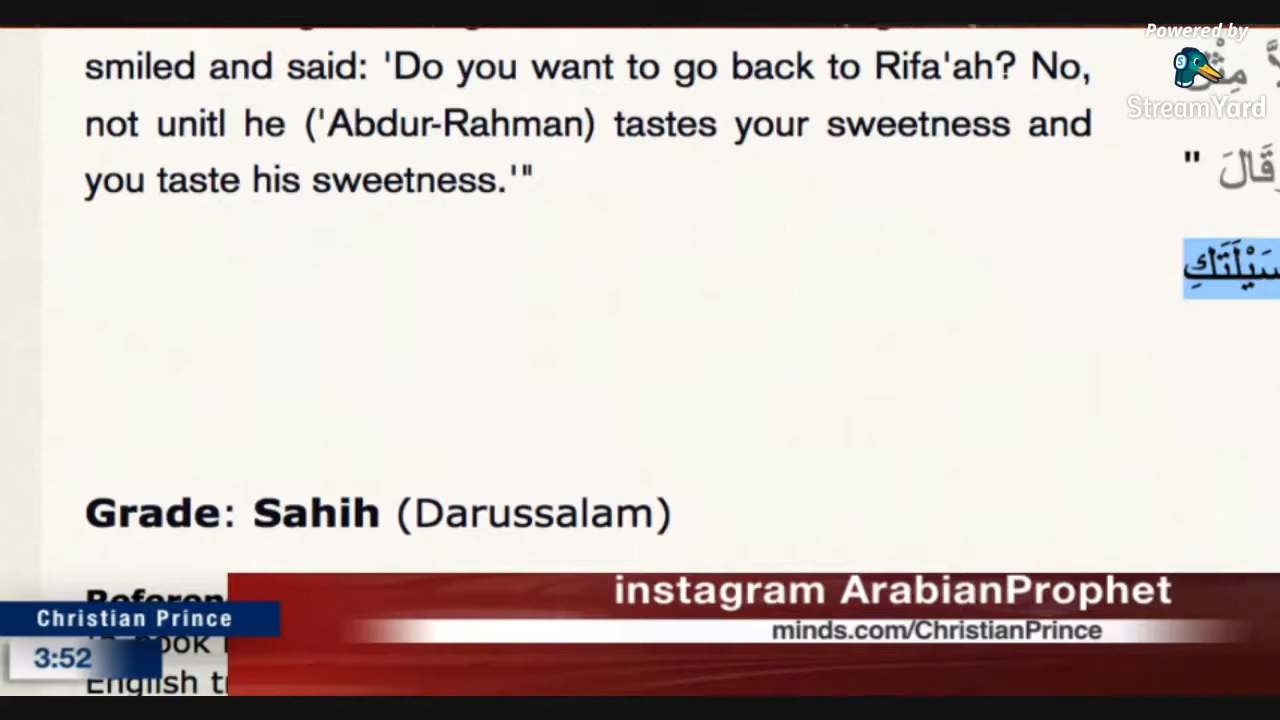 Powered by
StreamYard
smiled and said: 'Do you want to go back to Rifa'ah? No,
not unitl he ('Abdur-Rahman) tastes your sweetness and
you taste his sweetness.'"
" قَالَ
Grade: Sahih (Darussalam)
instagram ArabianProphet
minds.com/ChristianPrince
Christian Prince
3:52
English